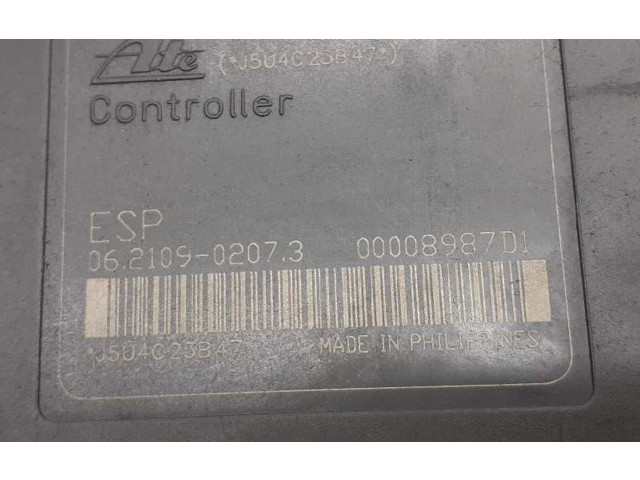 Ate (*J5U4C23B47*)
Controller
ESP
06.2109-0207.3 00008987D1
*J5U4C23B47*
MADE IN PHILIPPINES